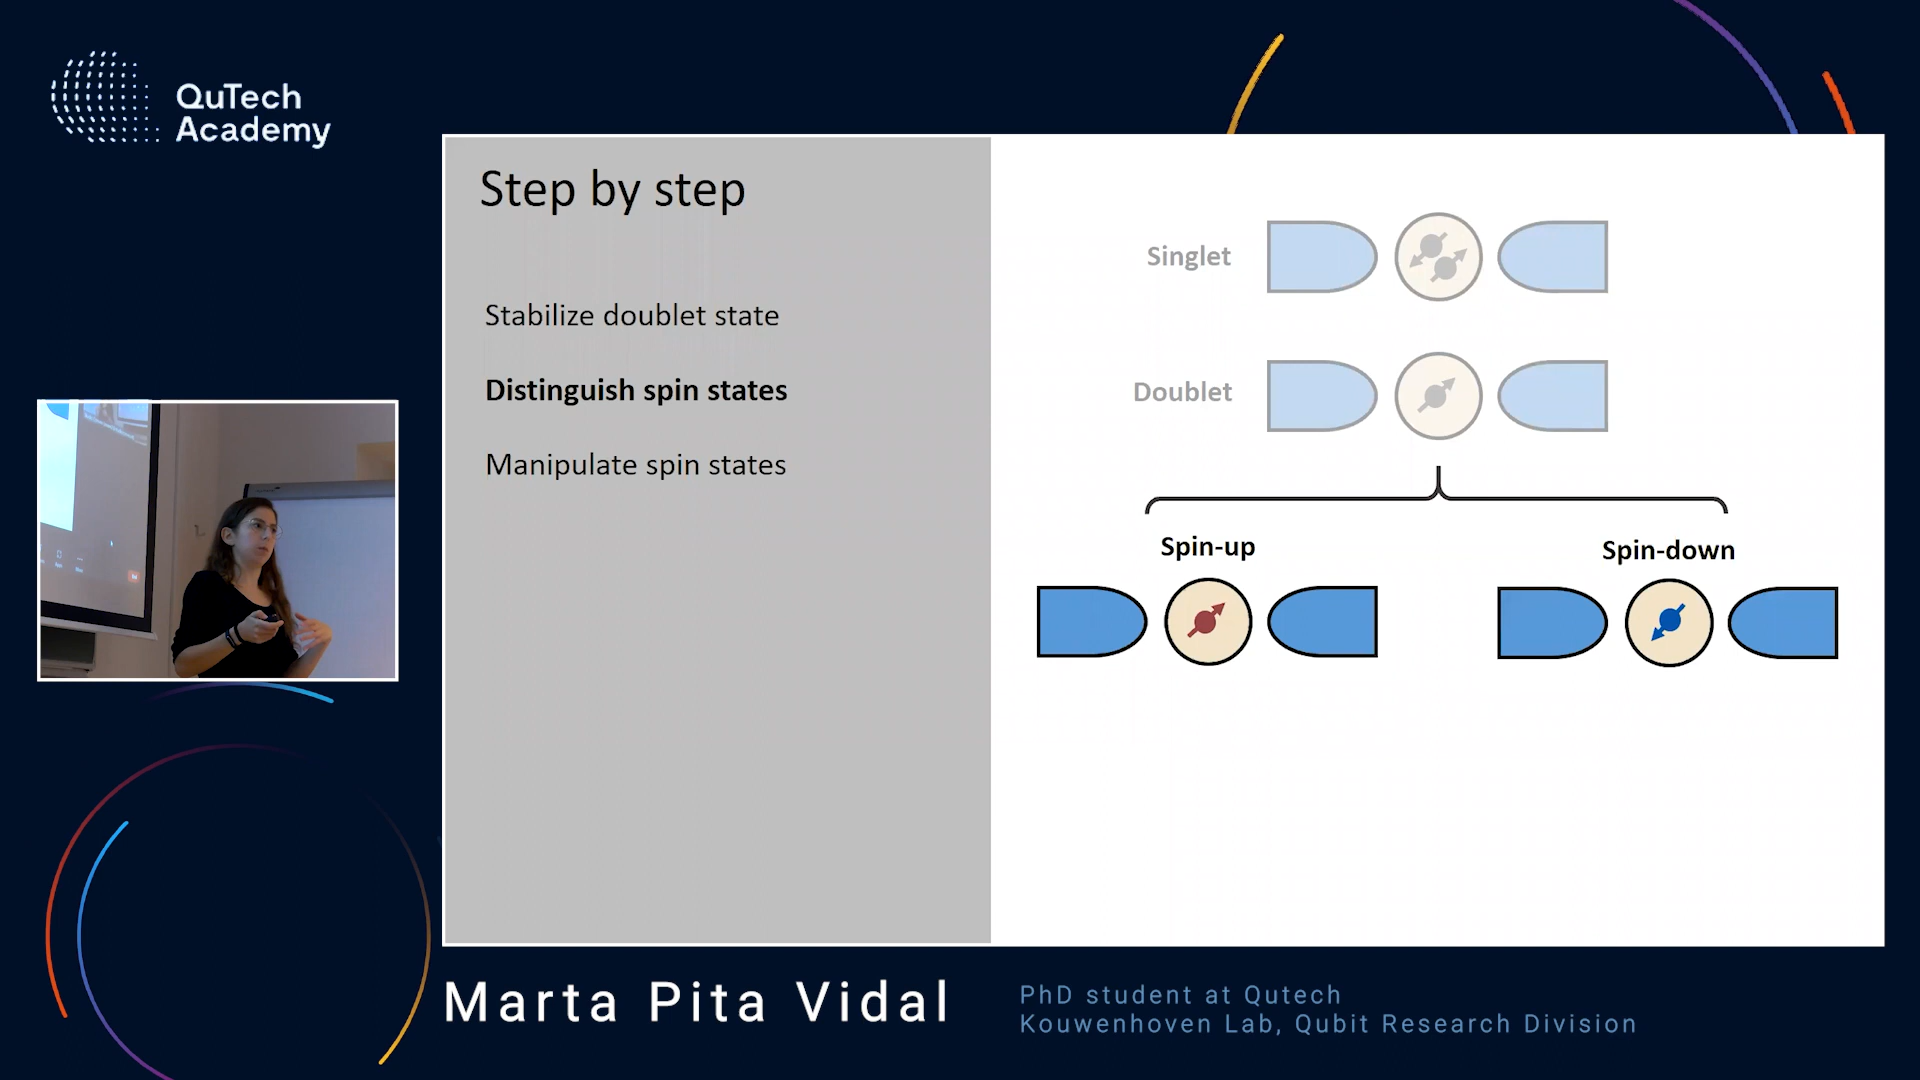 QuTech
Academy
Step by step
Stabilize doublet state
Distinguish spin states
Manipulate spin states
Singlet
Doublet
Spin-up
Spin-down
Marta Pita Vidal
PhD student at Qutech
Kouwenhoven Lab, Qubit Research Division